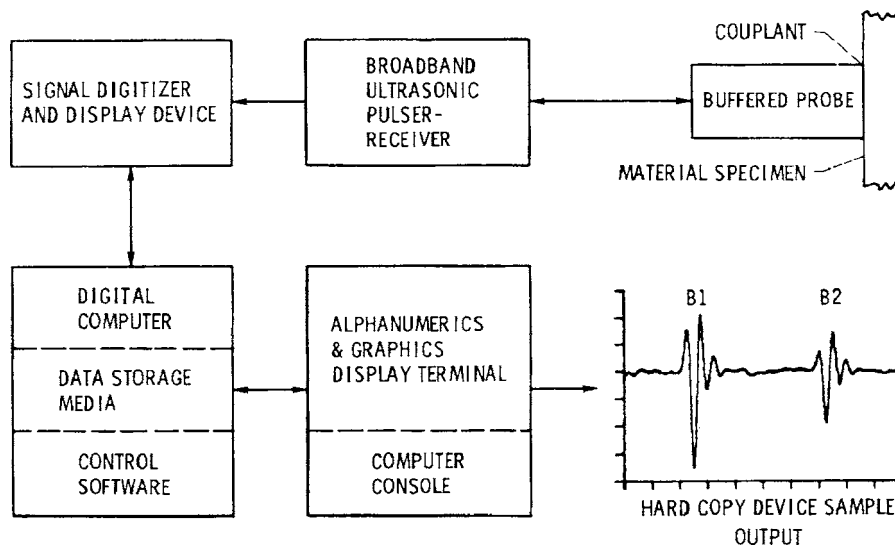 SIGNAL DIGITIZER
AND DISPLAY DEVICE
BROADBAND
ULTRASONIC
PULSER-
RECEIVER
COUPLANT
BUFFERED PROBE
MATERIAL SPECIMEN
DIGITAL
COMPUTER
DATA STORAGE
MEDIA
CONTROL
SOFTWARE
ALPHANUMERICS
& GRAPHICS
DISPLAY TERMINAL
COMPUTER
CONSOLE
B1
B2
HARD COPY DEVICE SAMPLE
OUTPUT